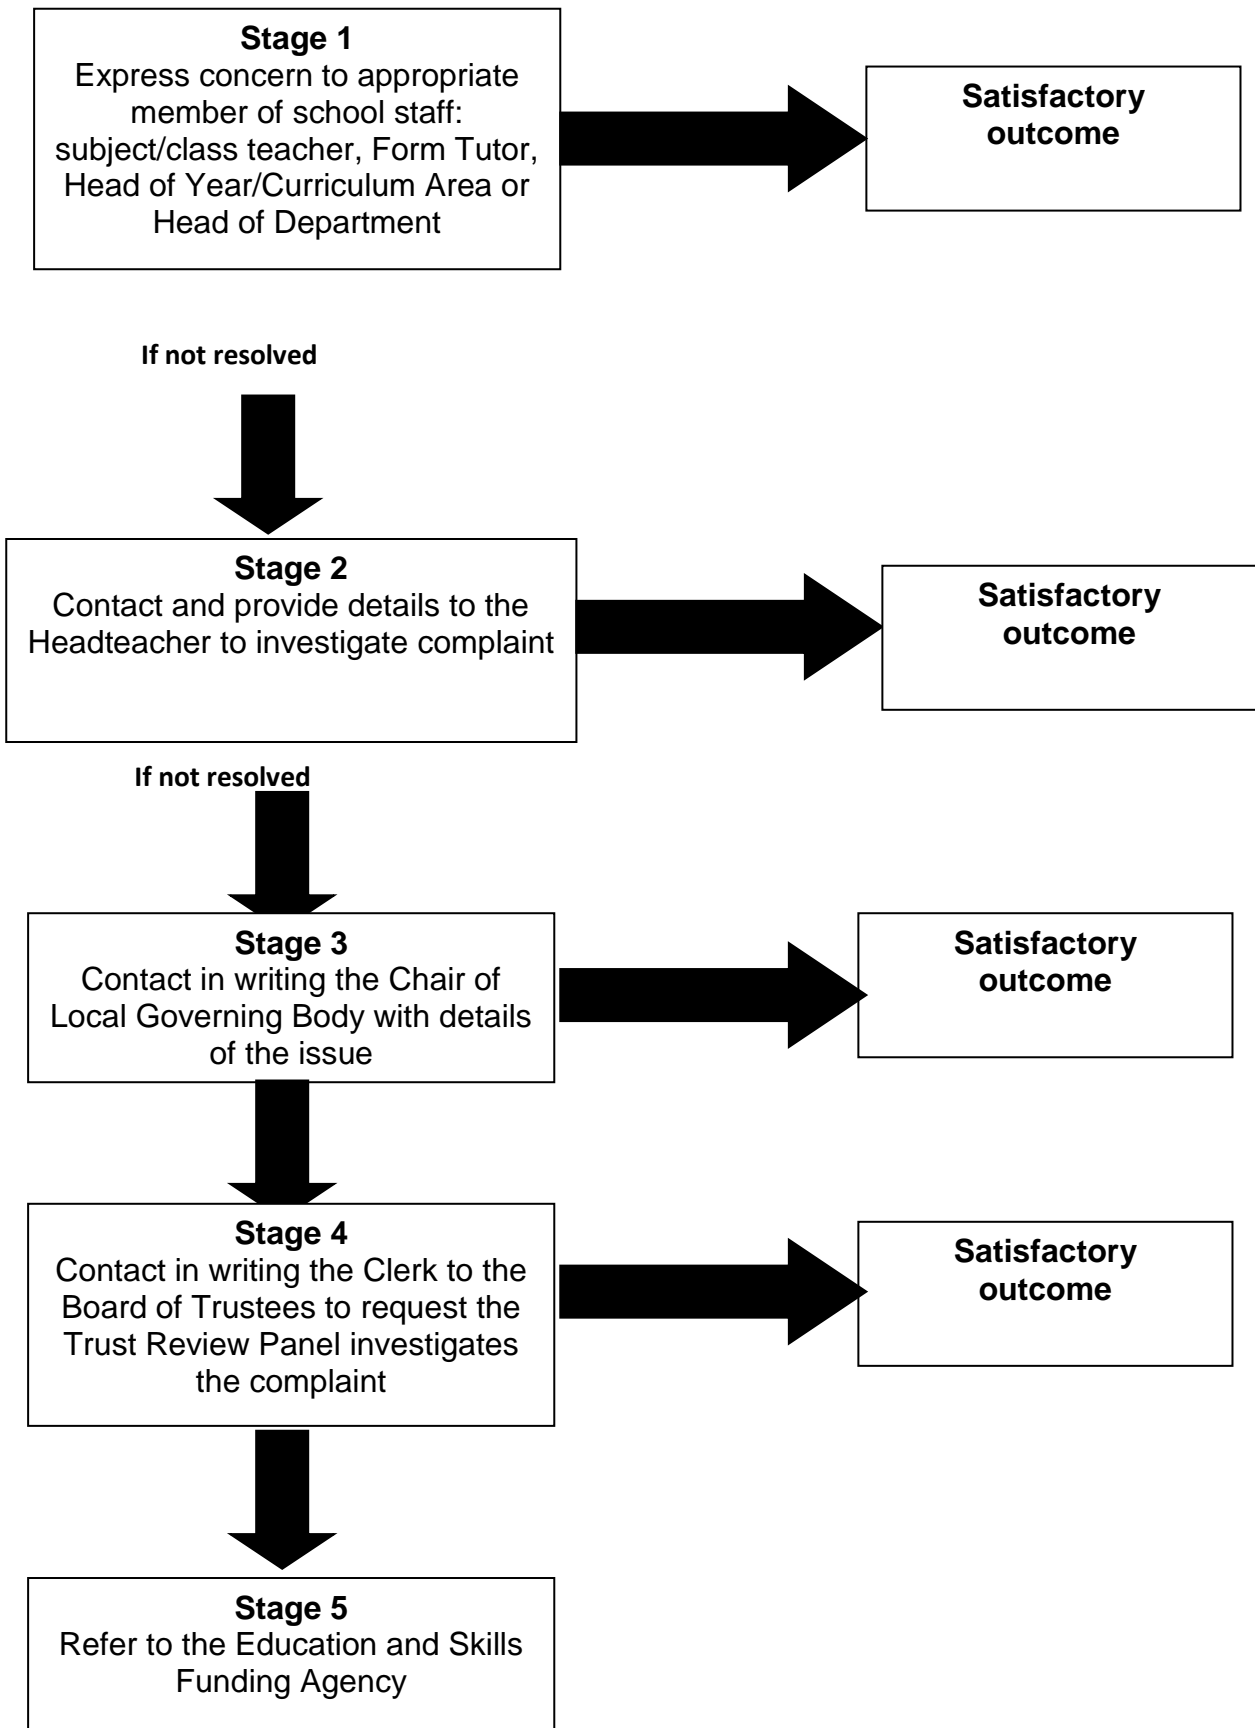 Stage 1
Express concern to appropriate
member of school staff:
subject/class teacher, Form Tutor,
Head of Year/Curriculum Area or
Head of Department
Satisfactory
outcome
If not resolved
Stage 2
Contact and provide details to the
Headteacher to investigate complaint
Satisfactory
outcome
If not resolved
Stage 3
Contact in writing the Chair of
Local Governing Body with details
of the issue
Satisfactory
outcome
Stage 4
Contact in writing the Clerk to the
Board of Trustees to request the
Trust Review Panel investigates
the complaint
Satisfactory
outcome
Stage 5
Refer to the Education and Skills
Funding Agency